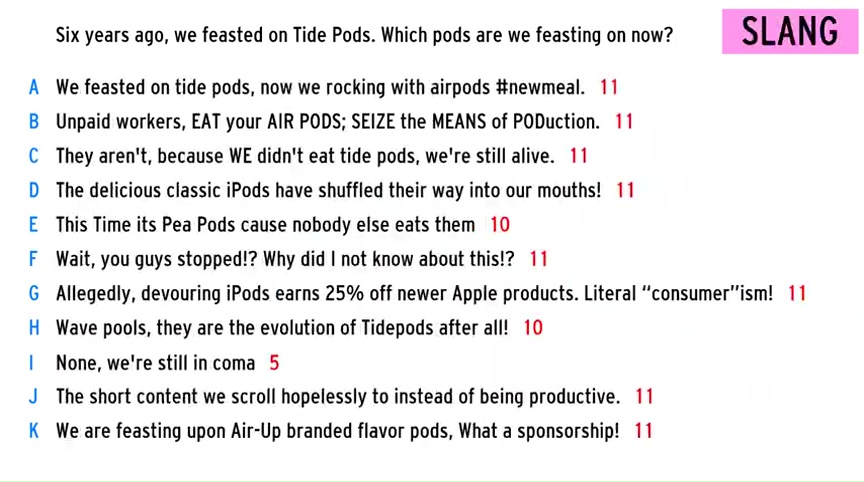 Six years ago, we feasted on Tide Pods. Which pods are we feasting on now?
SLANG
A We feasted on tide pods, now we rocking with airpods #newmeal. 11
B Unpaid workers, EAT your AIR PODS; SEIZE the MEANS of PODuction. 11
C They aren't, because WE didn't eat tide pods, we're still alive. 11
D The delicious classic iPods have shuffled their way into our mouths! 11
E This Time its Pea Pods cause nobody else eats them 10
F Wait, you guys stopped!? Why did I not know about this!? 11
G Allegedly, devouring iPods earns 25% off newer Apple products. Literal “consumer”ism! 11
H Wave pools, they are the evolution of Tidepods after all! 10
I None, we're still in coma 5
J The short content we scroll hopelessly to instead of being productive. 11
K We are feasting upon Air-Up branded flavor pods, What a sponsorship! 11